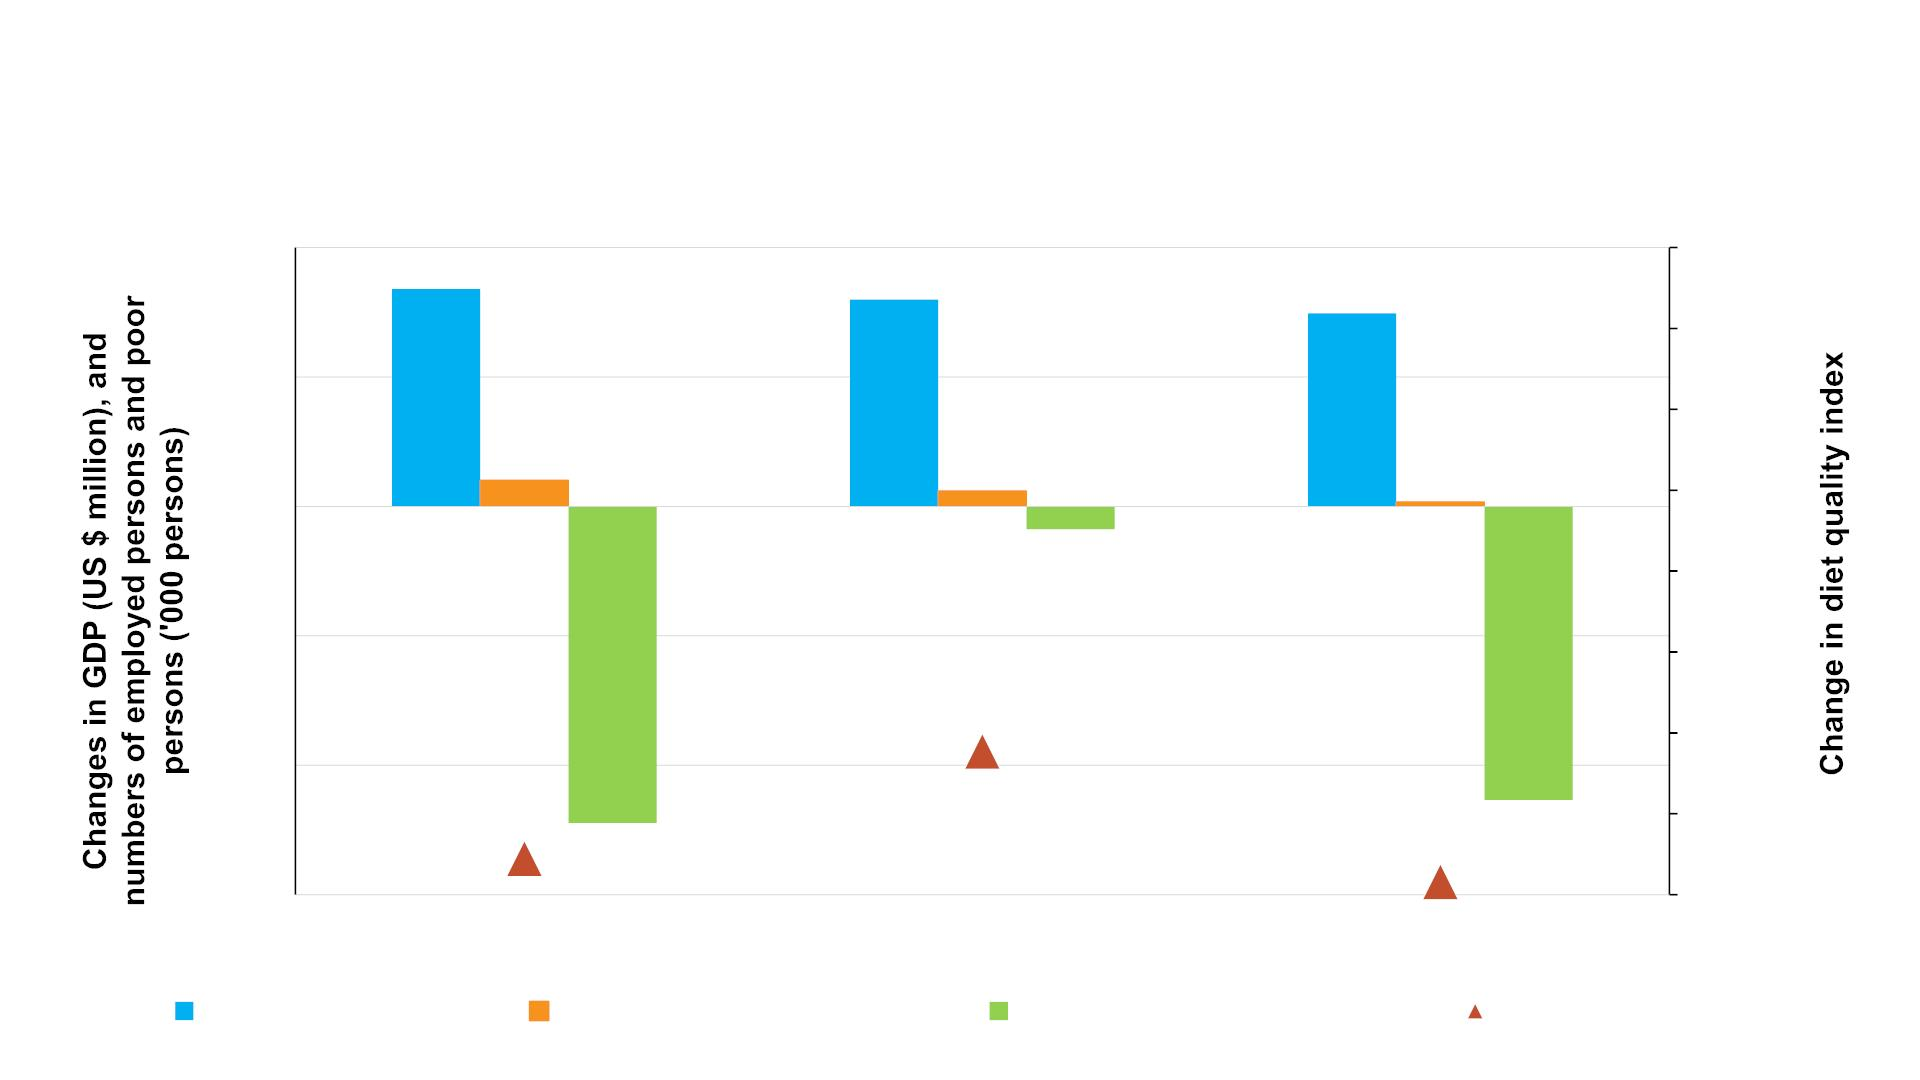 Changes in GDP (US $ million), and
numbers of employed persons and poor
persons ('000 persons)
Change in diet quality index